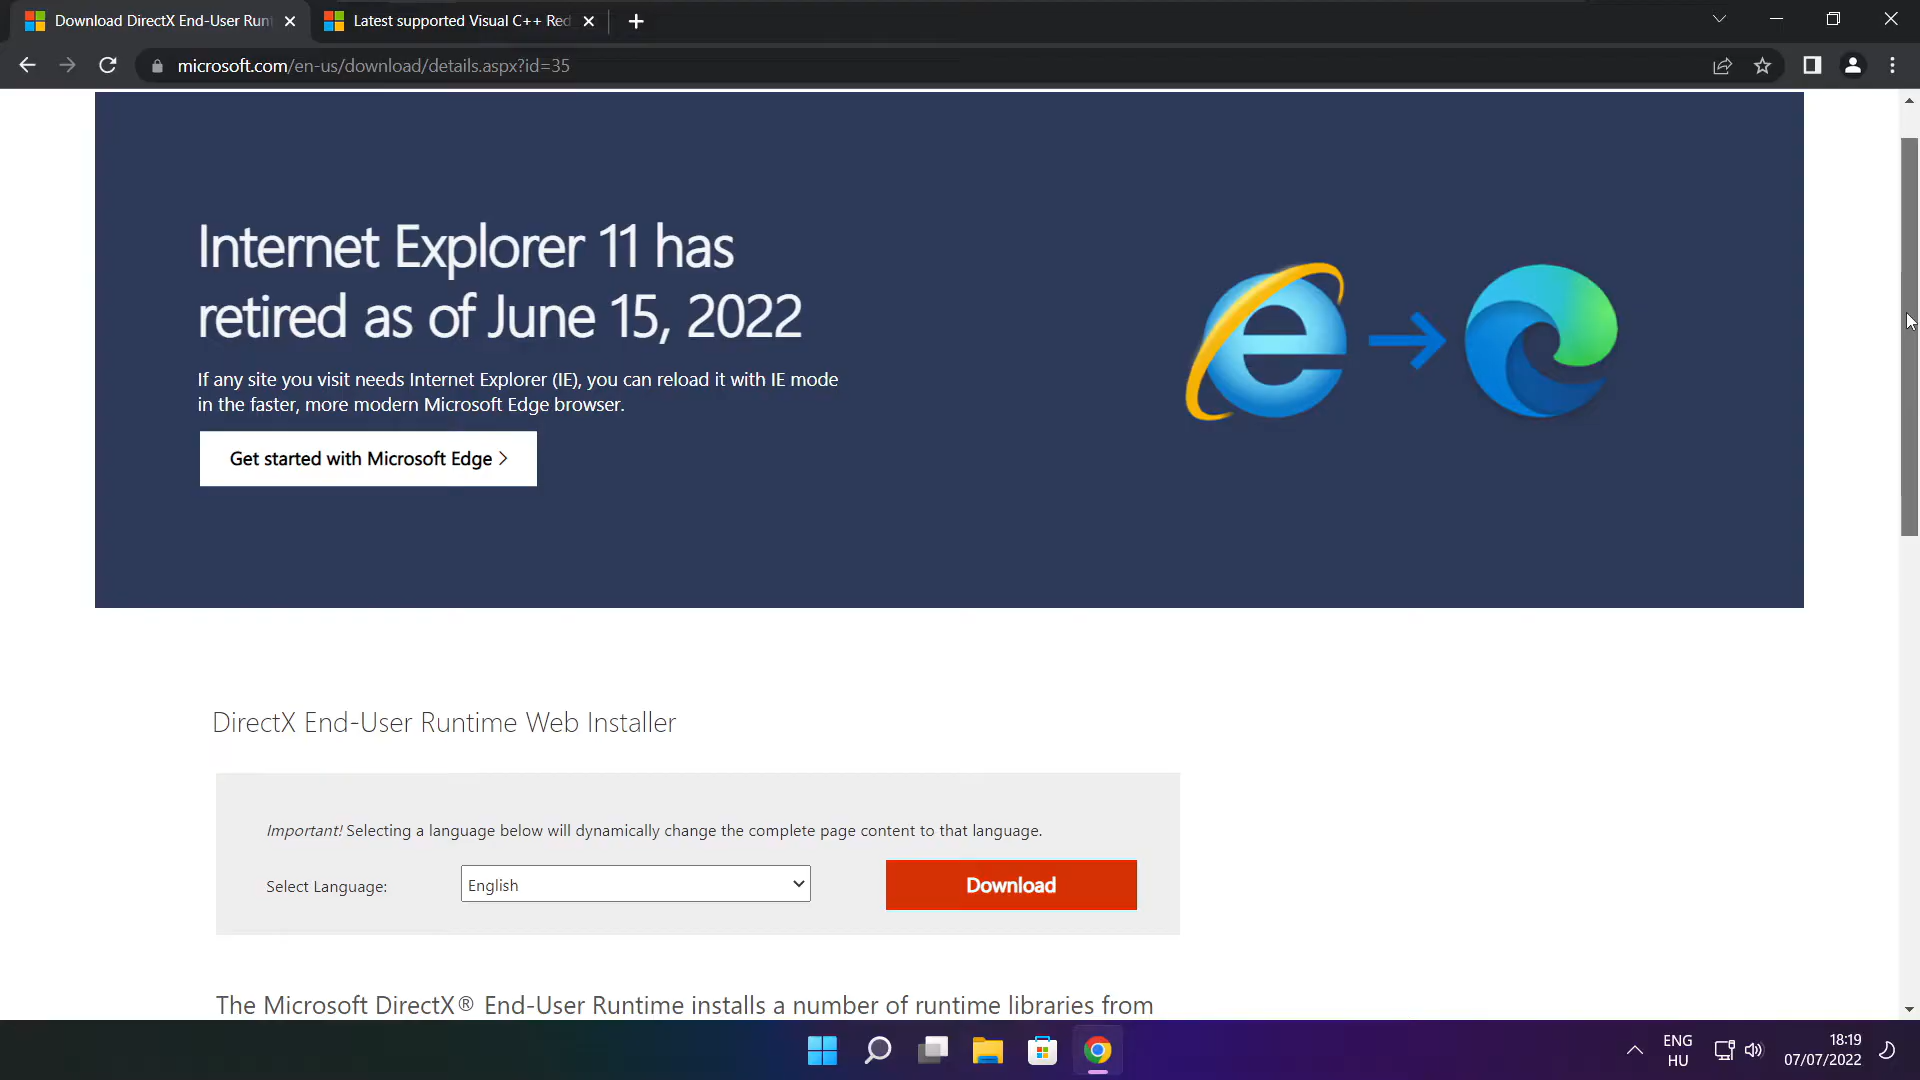 Download DirectX End-User Run
Latest supported Visual C++ Red
microsoft.com/en-us/download/details.aspx?id=35
Internet Explorer 11 has
retired as of June 15, 2022
If any site you visit needs Internet Explorer (IE), you can reload it with IE mode
in the faster, more modern Microsoft Edge browser.
Get started with Microsoft Edge >
DirectX End-User Runtime Web Installer
Important! Selecting a language below will dynamically change the complete page content to that language.
Select Language:
English
Download
The Microsoft DirectX® End-User Runtime installs a number of runtime libraries from
ENG
HU
18:19
07/07/2022